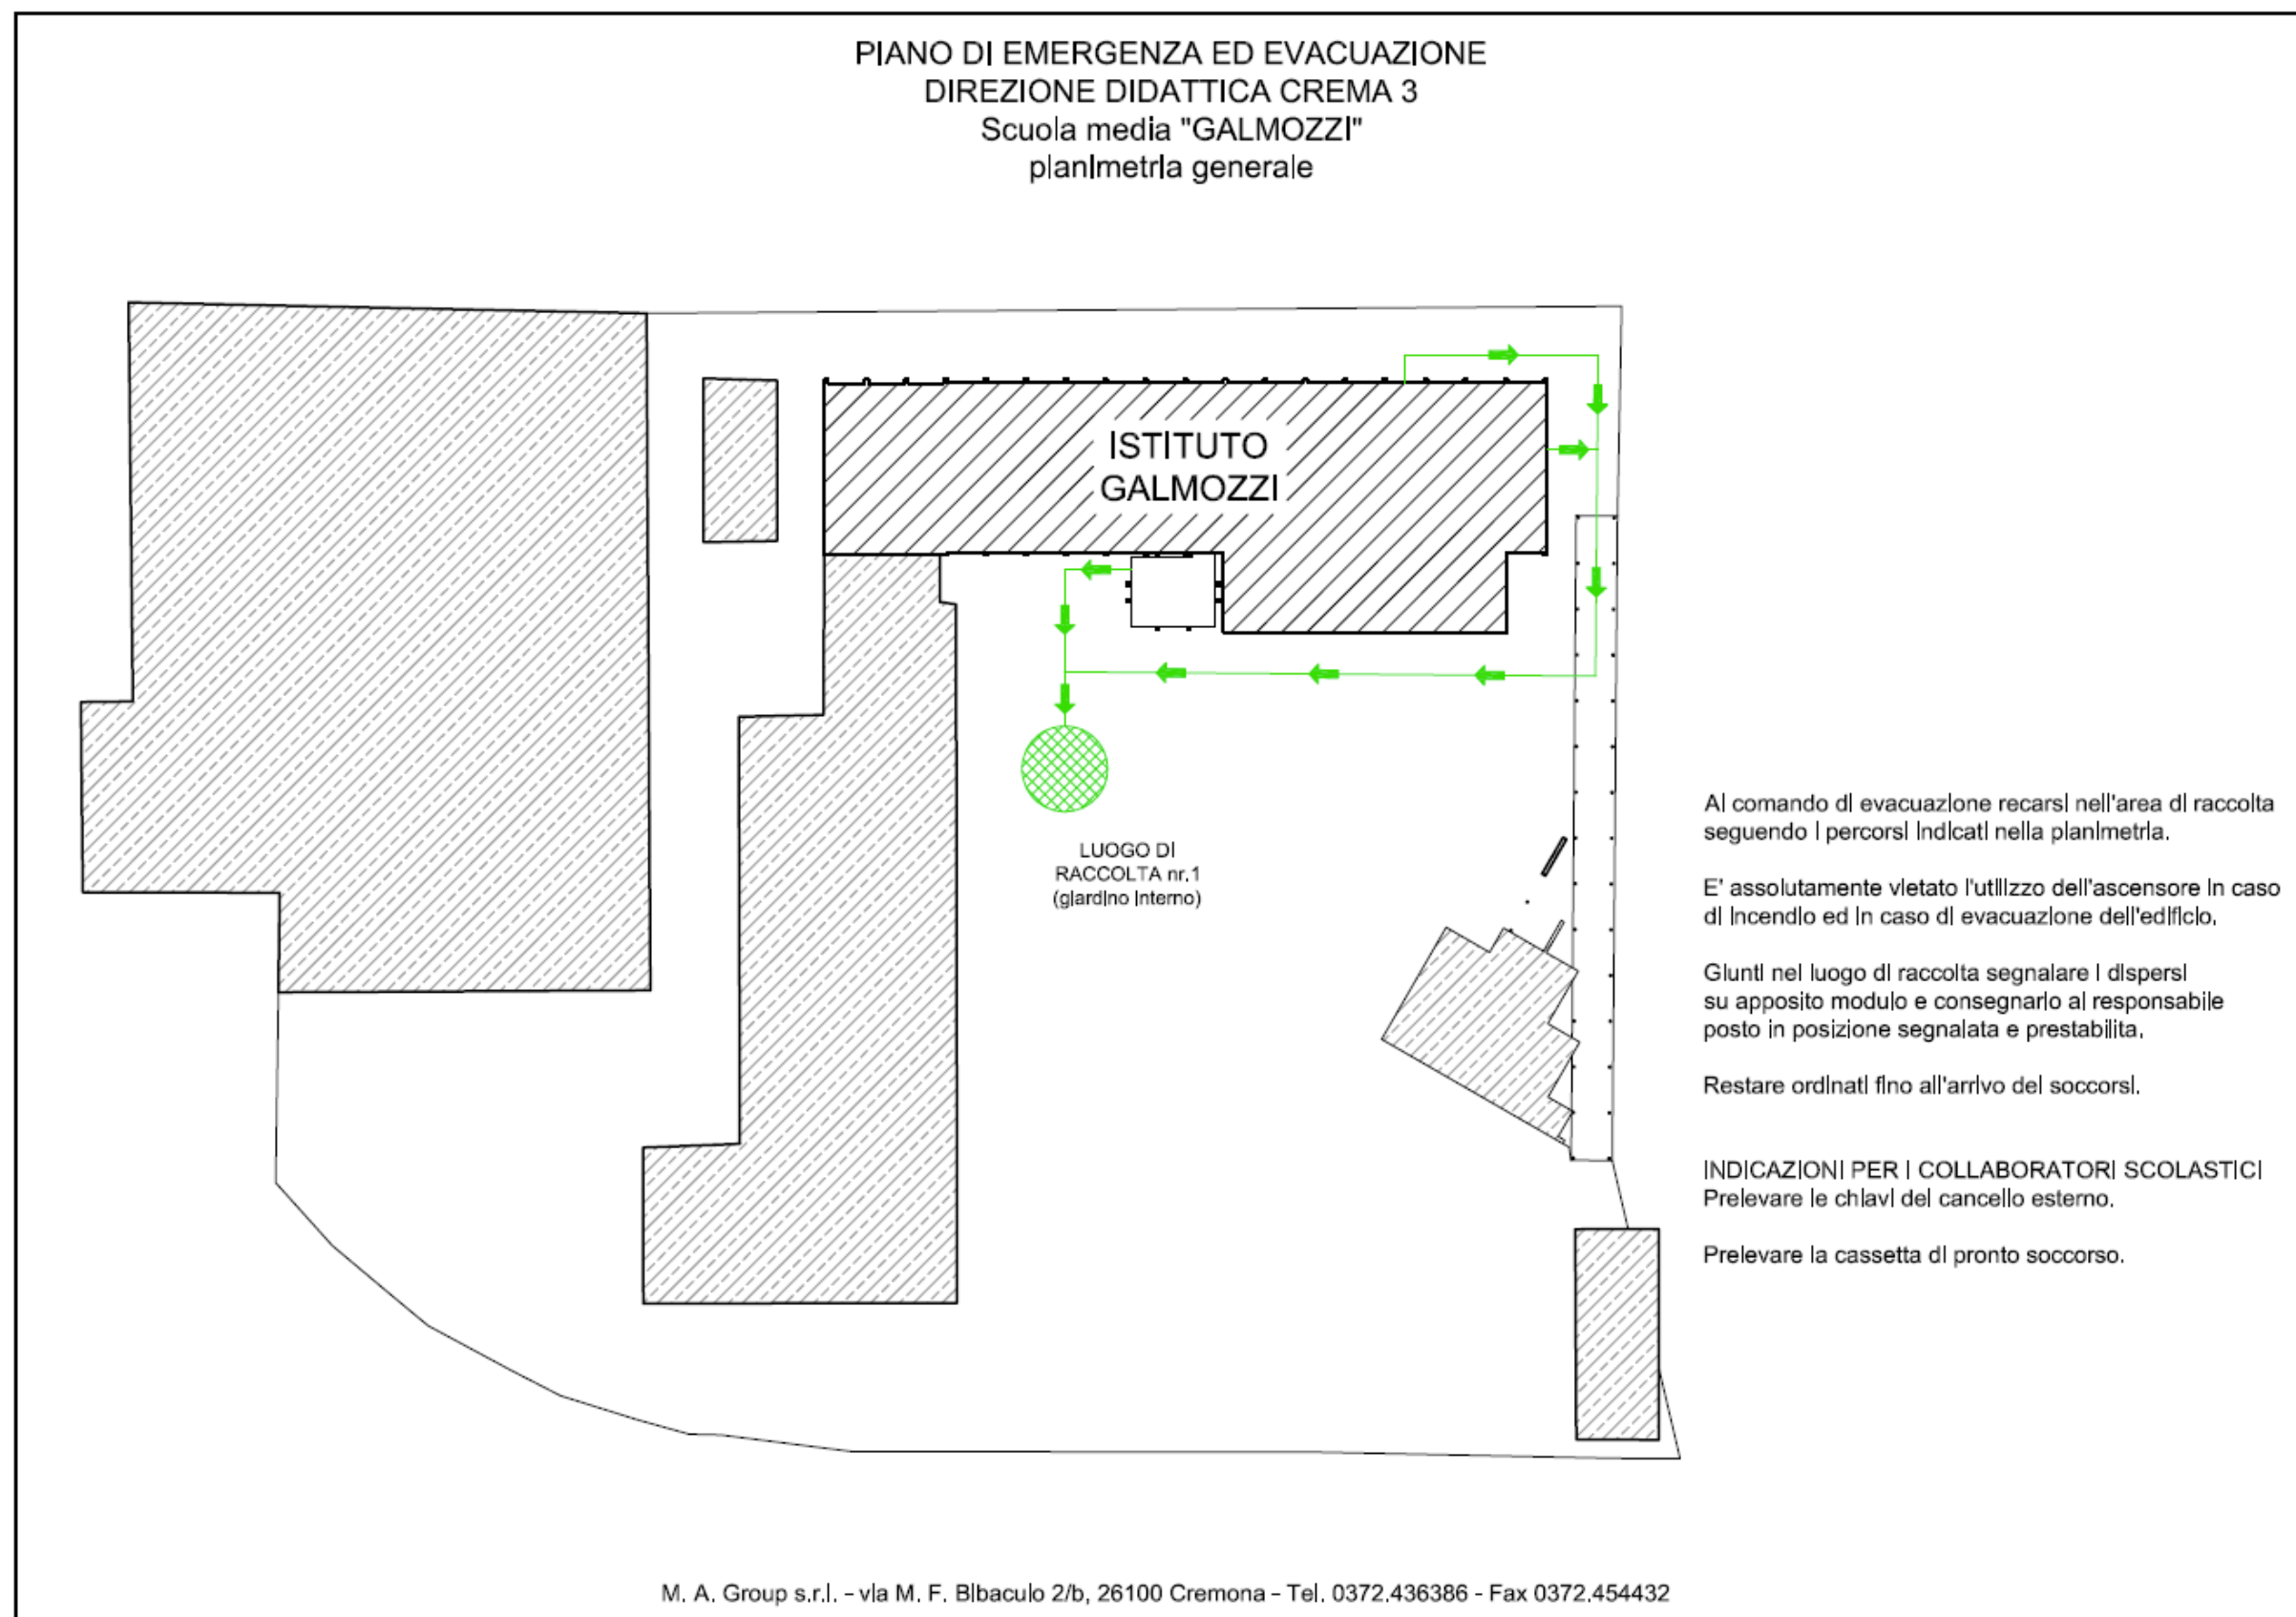 PIANO DI EMERGENZA ED EVACUAZIONE
DIREZIONE DIDATTICA CREMA 3
Scuola media "GALMOZZI"
planimetria generale
ISTITUTO
GALMOZZI
LUOGO DI
RACCOLTA nr.1
(giardino interno)
Al comando di evacuazione recarsi nell'area di raccolta
seguendo i percorsi indicati nella planimetria.
E' assolutamente vietato l'utilizzo dell'ascensore in caso
di incendio ed in caso di evacuazione dell'edificio.
Giunti nel luogo di raccolta segnalare i dispersi
su apposito modulo e consegnarlo al responsabile
posto in posizione segnalata e prestabilita.
Restare ordinati fino all'arrivo dei soccorsi.
INDICAZIONI PER I COLLABORATORI SCOLASTICI
Prelevare le chiavi del cancello esterno.
Prelevare la cassetta di pronto soccorso.
M. A. Group s.r.l. - via M. F. Bibaculo 2/b, 26100 Cremona - Tel. 0372.436386 - Fax 0372.454432